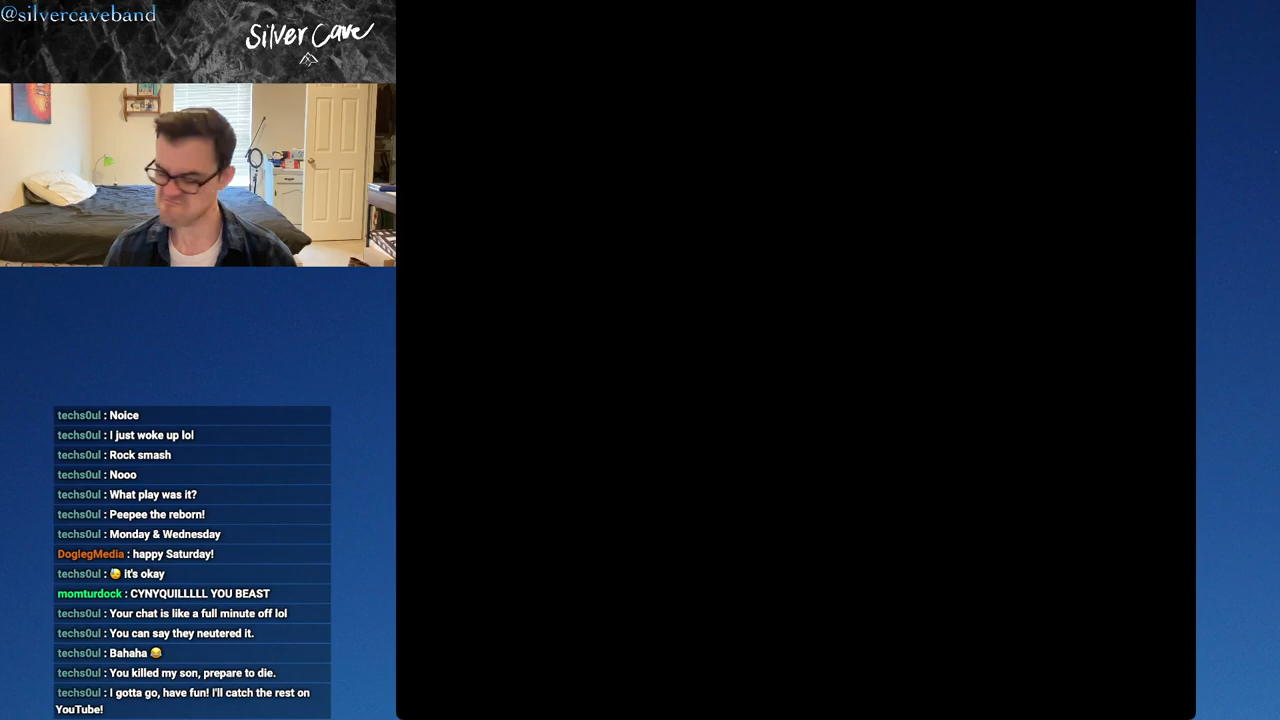 @silvercaveband
Silver Cave
techs0ul : Noice
techs0ul : I just woke up lol
techs0ul : Rock smash
techs0ul : Nooo
techs0ul : What play was it?
techs0ul : Peepee the reborn!
techs0ul : Monday & Wednesday
DoglegMedia : happy Saturday!
techs0ul : 😓 it's okay
momturdock : CYNYQUILLLLL YOU BEAST
techs0ul : Your chat is like a full minute off lol
techs0ul : You can say they neutered it.
techs0ul : Bahaha 😂
techs0ul : You killed my son, prepare to die.
techs0ul : I gotta go, have fun! I'll catch the rest on
YouTube!